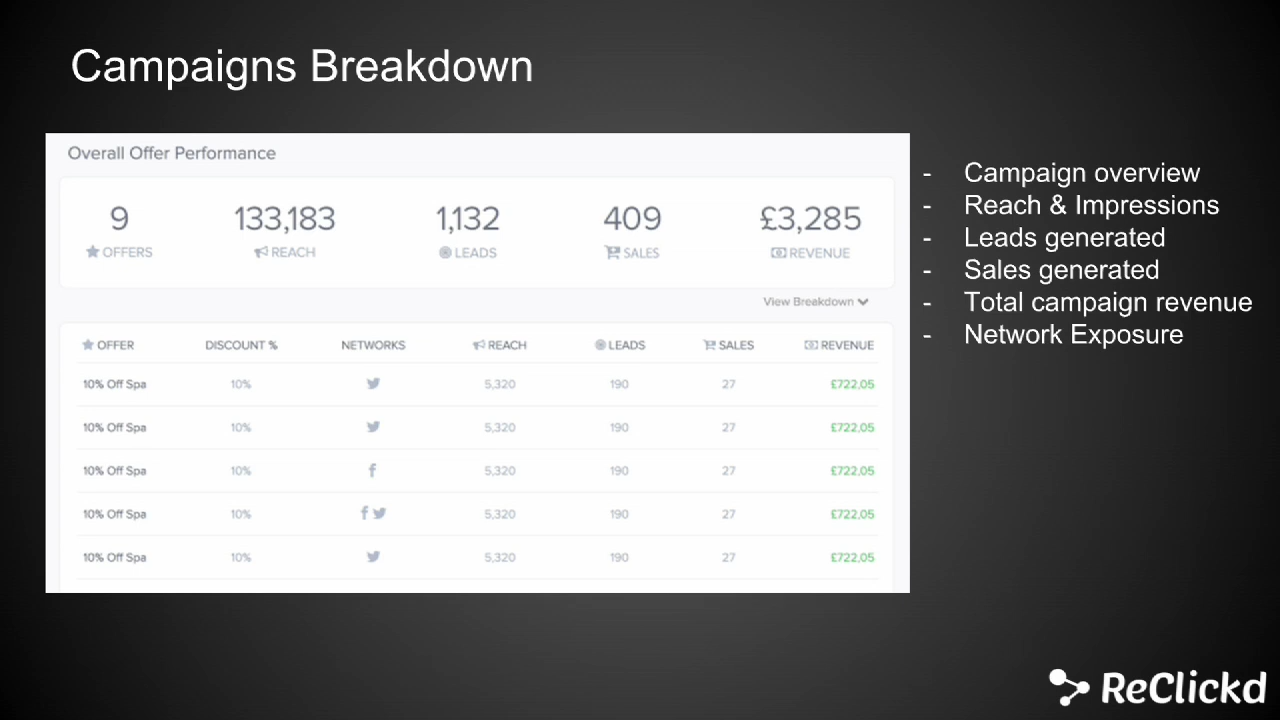 Campaigns Breakdown
Overall Offer Performance
9 133,183 1,132 409 £3,285
OFFERS REACH LEADS SALES REVENUE
View Breakdown
OFFER DISCOUNT % NETWORKS REACH LEADS SALES REVENUE
10% Off Spa 10% 5,320 190 27 £722,05
10% Off Spa 10% 5,320 190 27 £722,05
10% Off Spa 10% 5,320 190 27 £722,05
10% Off Spa 10% 5,320 190 27 £722,05
10% Off Spa 10% 5,320 190 27 £722,05
- Campaign overview
- Reach & Impressions
- Leads generated
- Sales generated
- Total campaign revenue
- Network Exposure
ReClickd